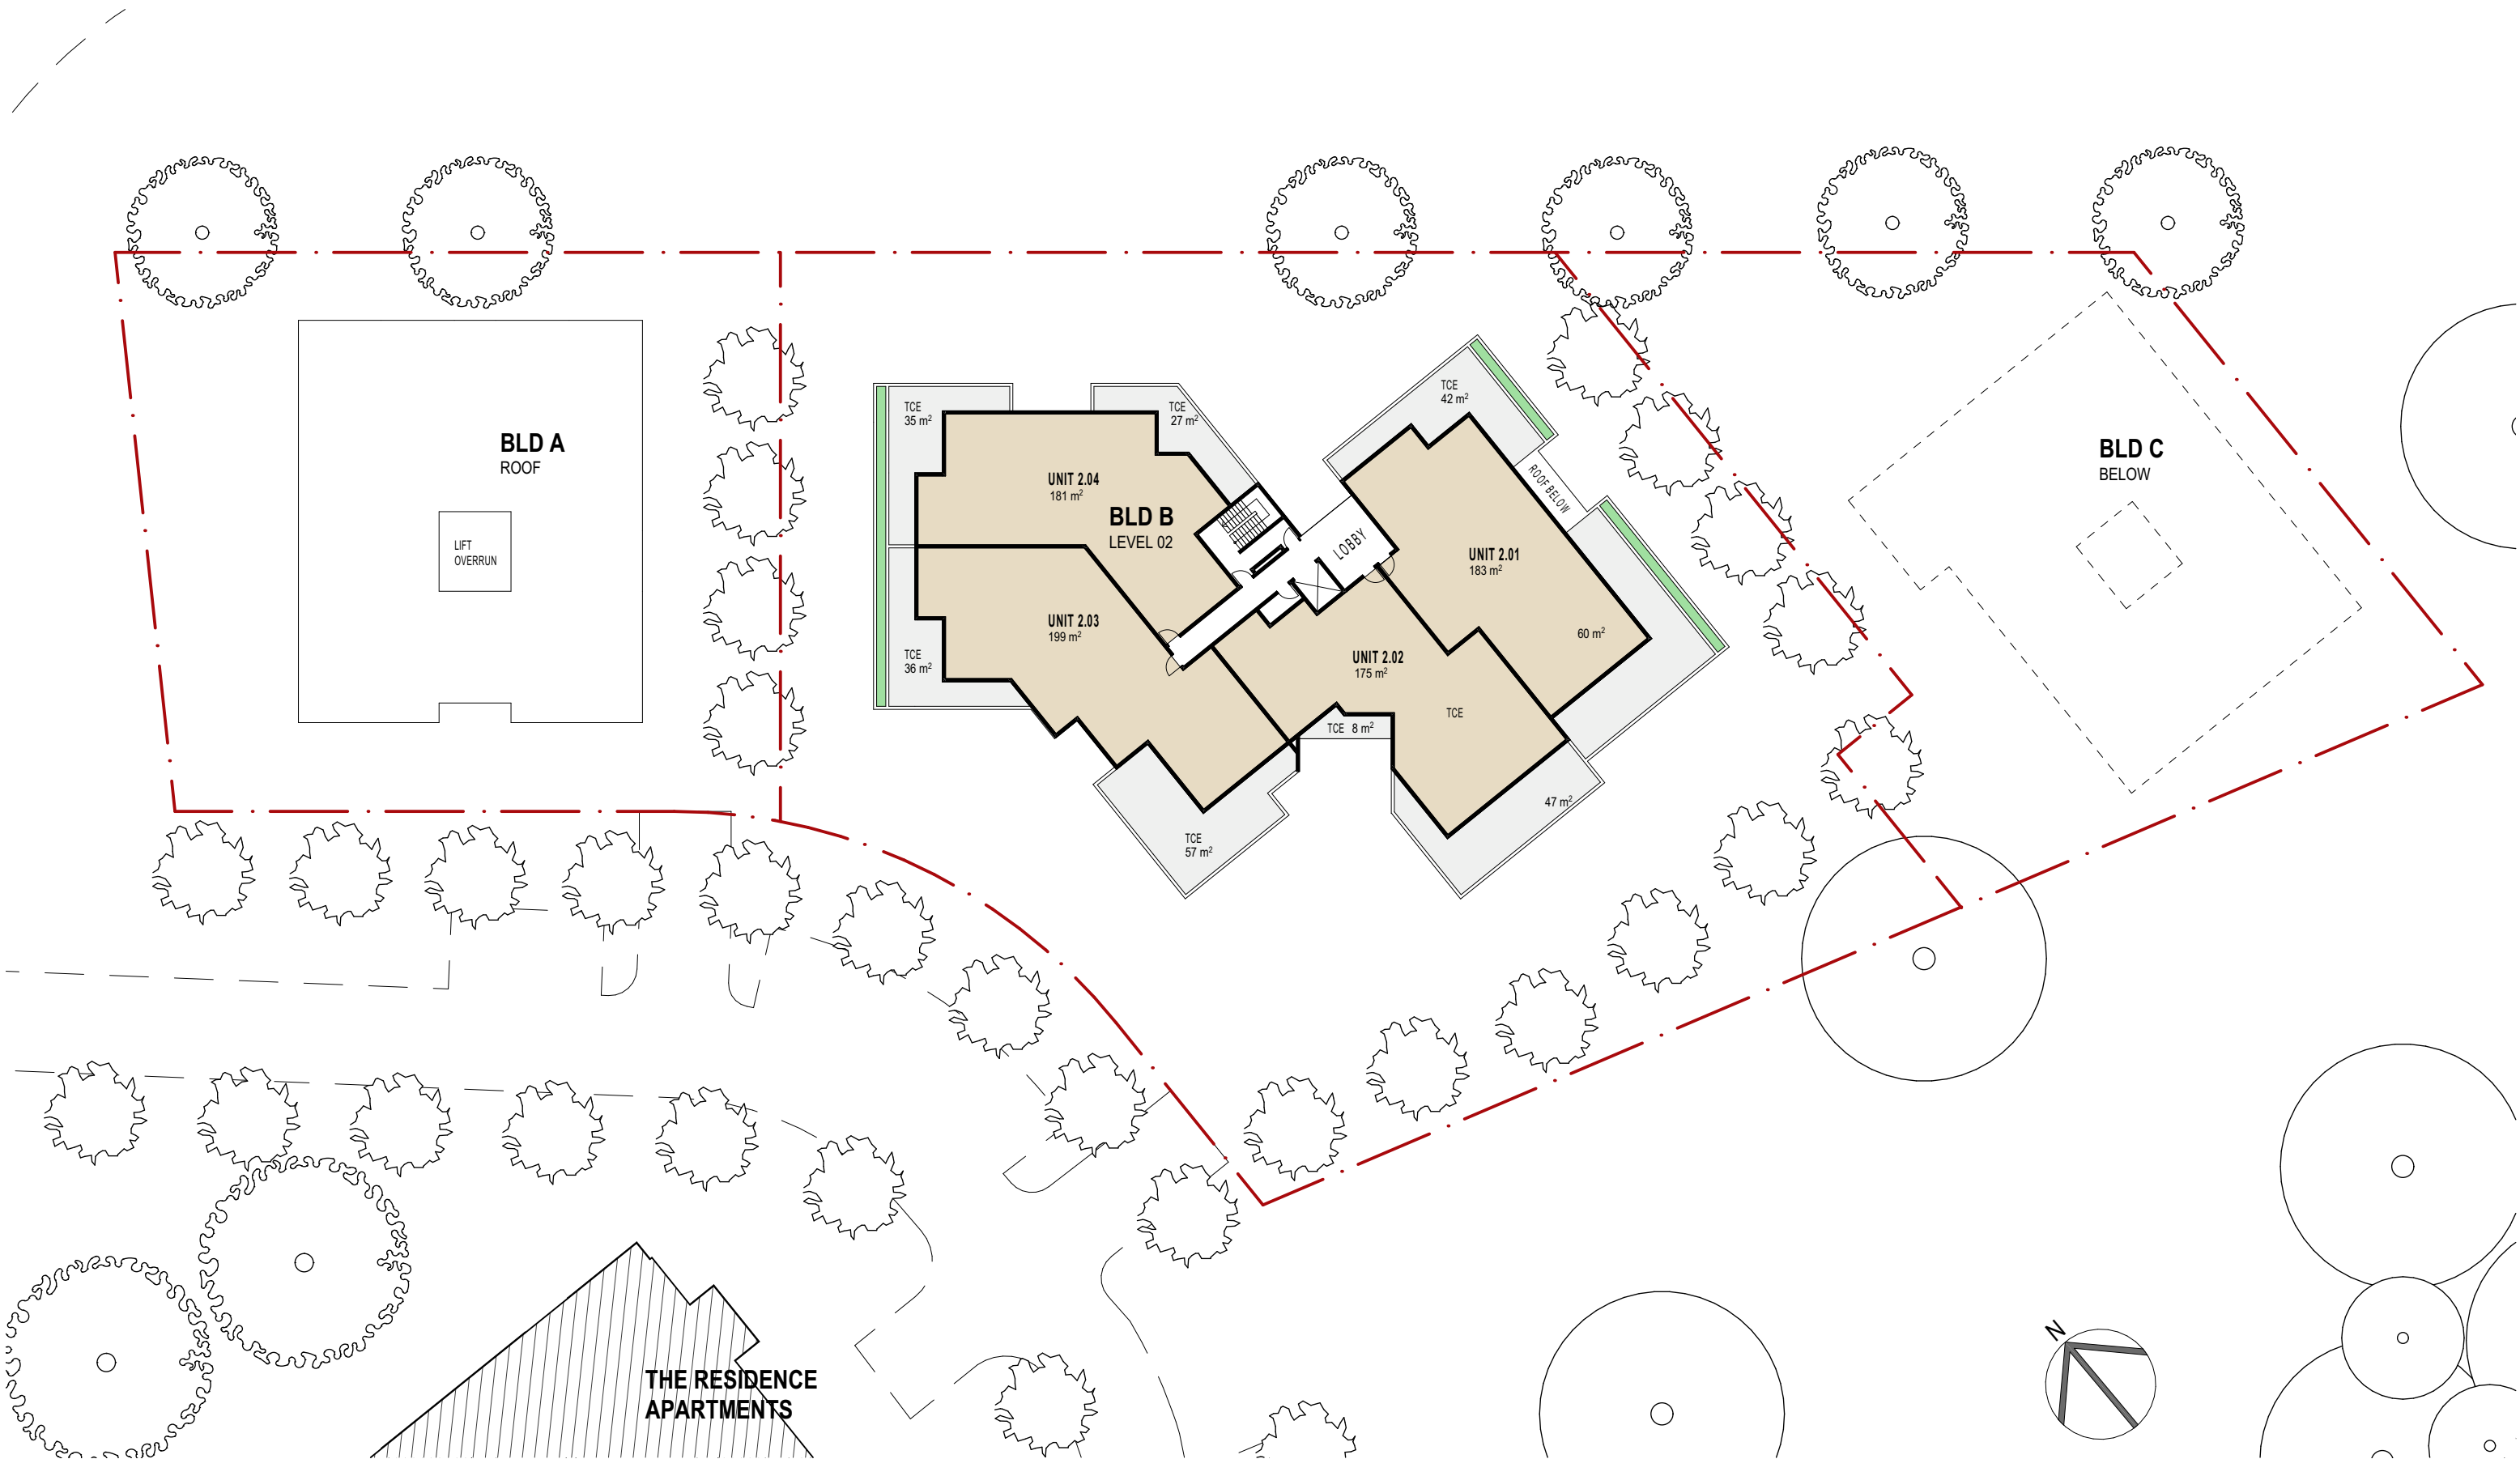 BLD A
ROOF
LIFT
OVERRUN
TCE
35 m²
TCE
27 m²
UNIT 2.04
181 m²
BLD B
LEVEL 02
UNIT 2.03
199 m²
TCE
36 m²
TCE
57 m²
LOBBY
TCE
42 m²
ROOF BELOW
UNIT 2.01
183 m²
60 m²
UNIT 2.02
175 m²
TCE
TCE 8 m²
47 m²
BLD C
BELOW
THE RESIDENCE
APARTMENTS
N